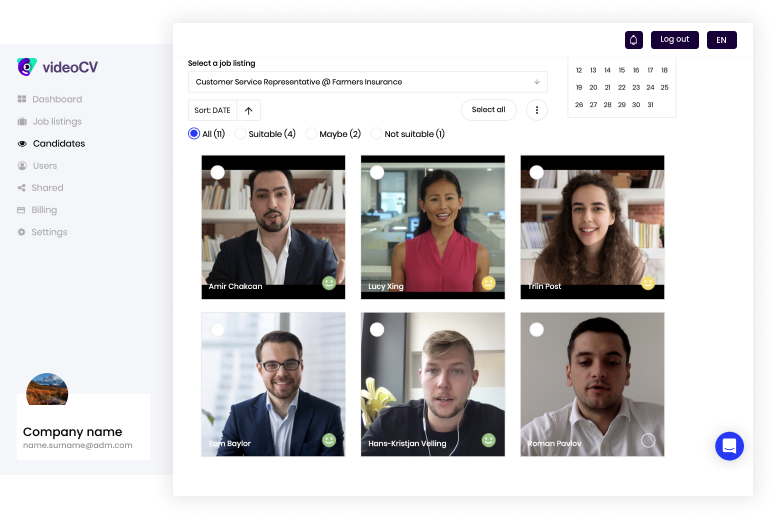 videoCV
Dashboard
Job listings
Candidates
Users
Shared
Billing
Settings
Company name
name.surname@adm.com
Log out
EN
Select a job listing
Customer Service Representative @ Farmers Insurance
Sort: DATE
Select all
All (11)
Suitable (4)
Maybe (2)
Not suitable (1)
12 13 14 15 16 17 18
19 20 21 22 23 24 25
26 27 28 29 30 31
Amir Chakcan
Lucy Xing
Triin Post
Tom Baylor
Hans-Kristjan Velling
Roman Pavlov